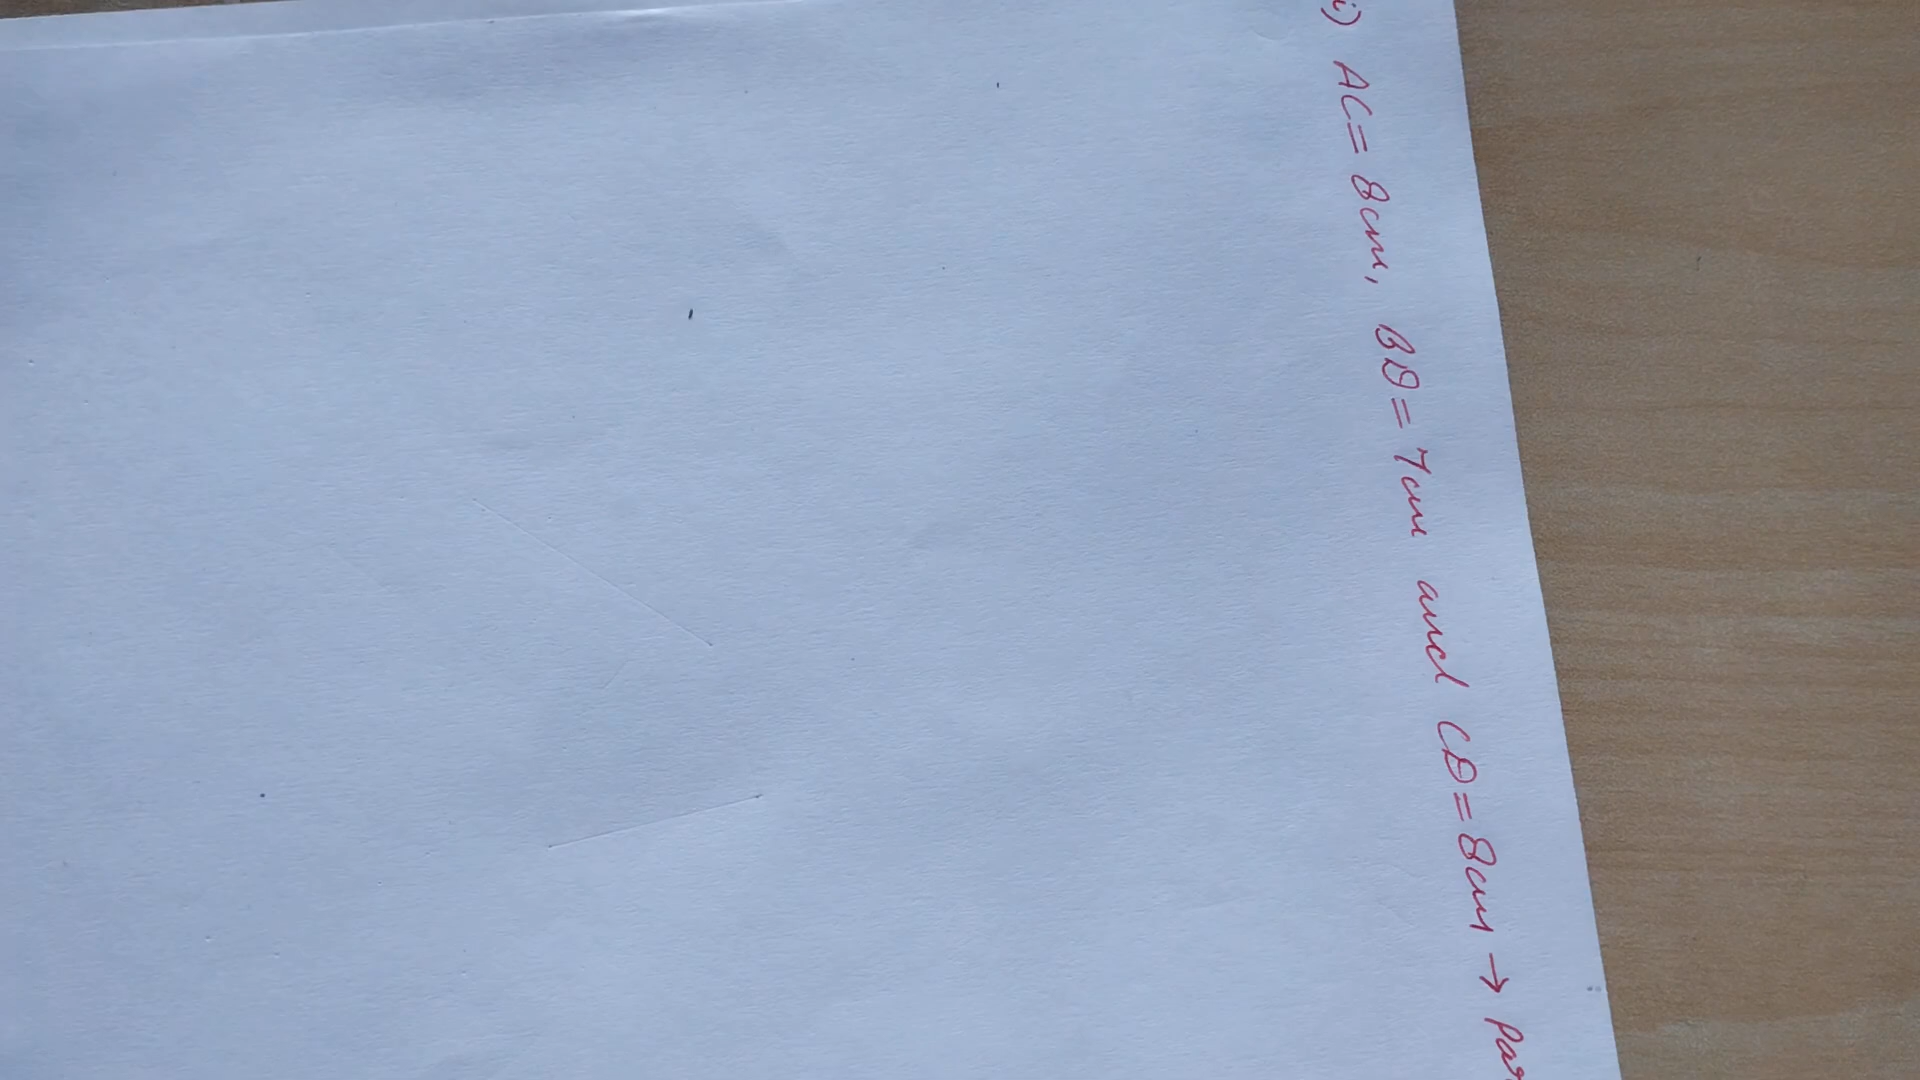 i) AC = 8cm, BD = 7cm and CD = 8cm →